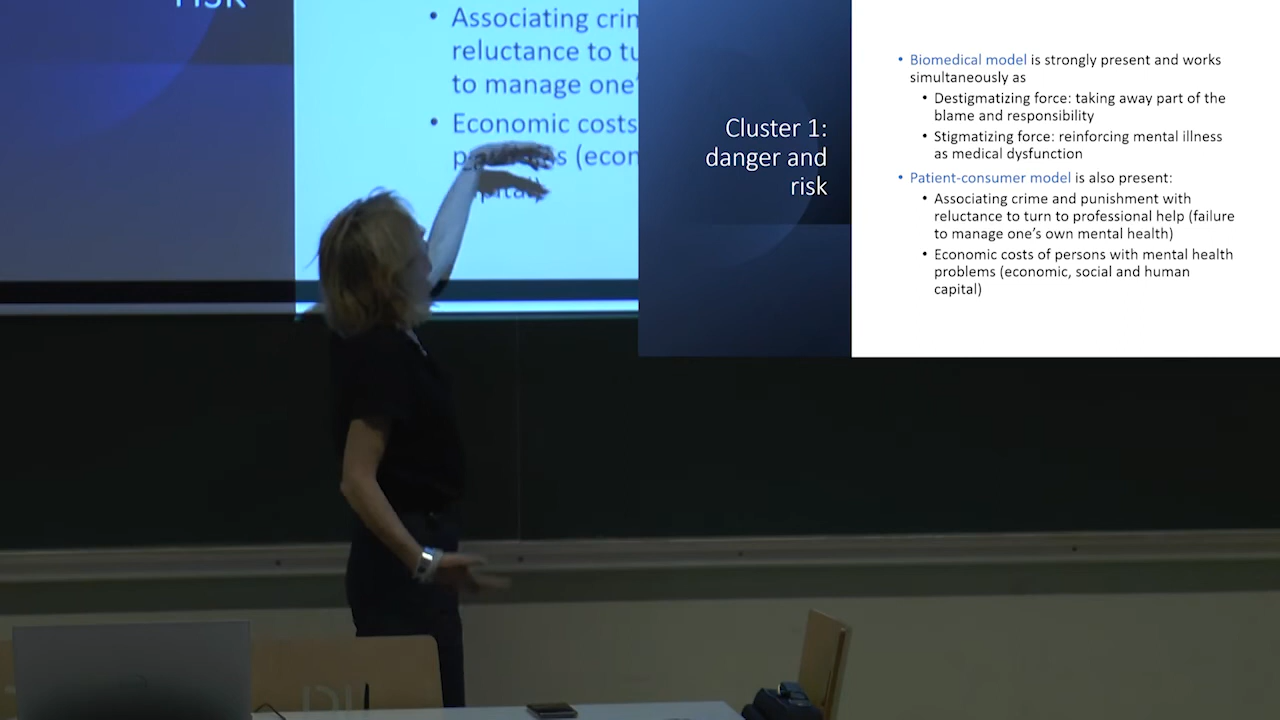 RISK
• Associating crin
reluctance to tu
to manage one'
• Economic costs
(econ
Cluster 1:
danger and
risk
• Biomedical model is strongly present and works
simultaneously as
• Destigmatizing force: taking away part of the
blame and responsibility
• Stigmatizing force: reinforcing mental illness
as medical dysfunction
• Patient-consumer model is also present:
• Associating crime and punishment with
reluctance to turn to professional help (failure
to manage one's own mental health)
• Economic costs of persons with mental health
problems (economic, social and human
capital)